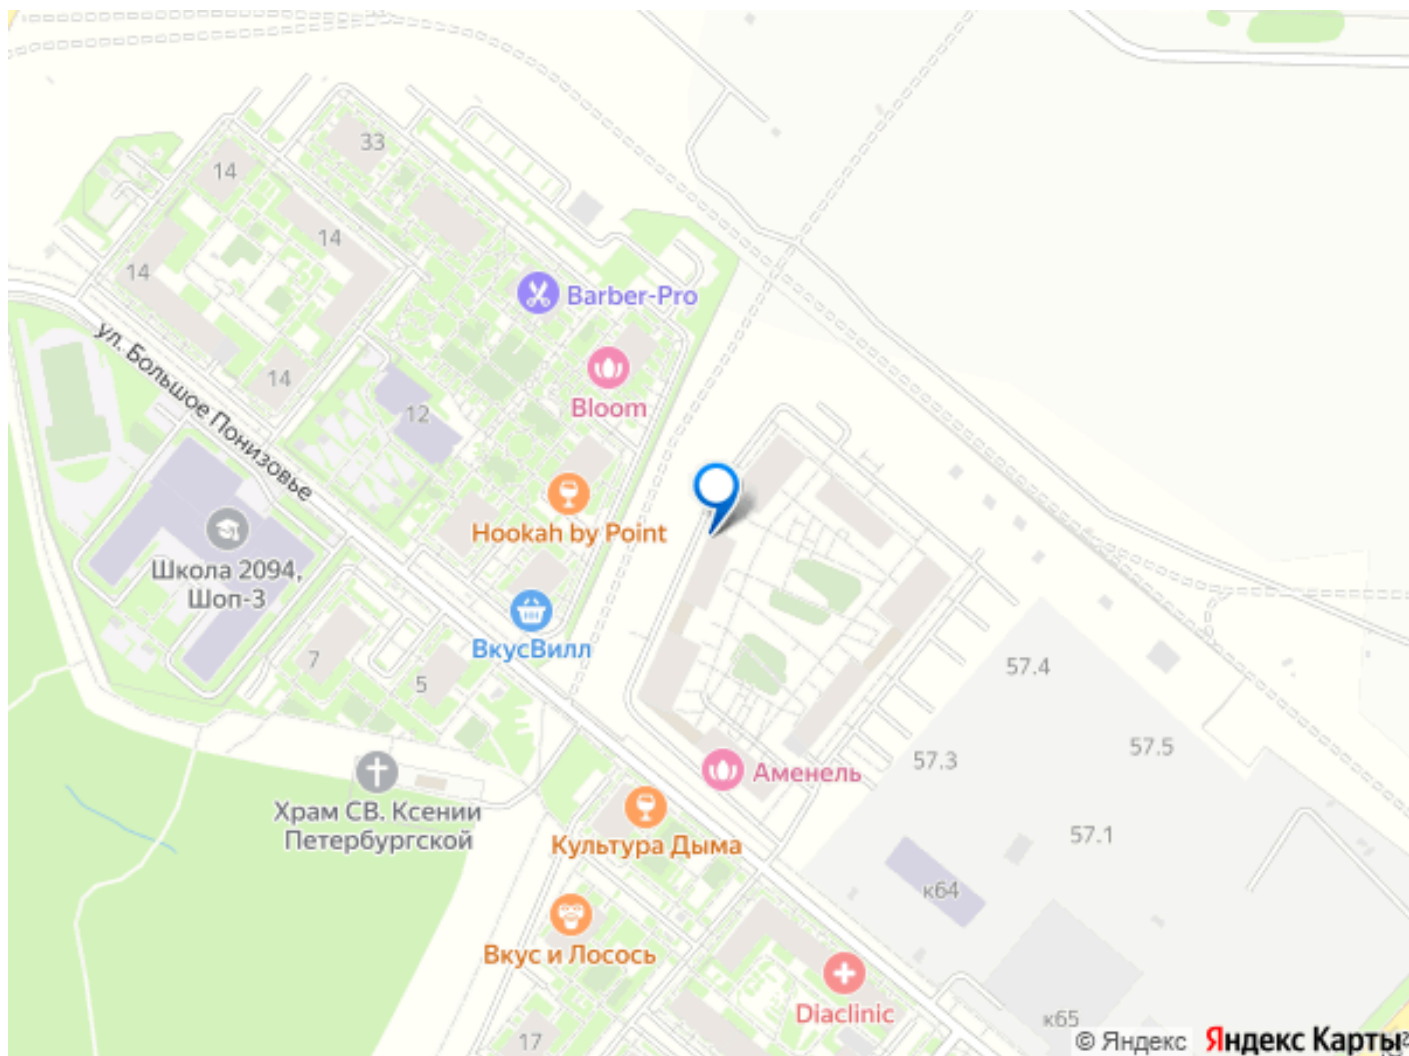 33
14
14
14
Barber-Pro
ул. Большое Понизовье
14
Bloom
12
Hookah by Point
Школа 2094,
Шоп-3
ВкусВилл
7
5
57.4
57.5
57.3
Аменель
Храм СВ. Ксении
Петербургской
Культура Дыма
57.1
к64
Вкус и Лосось
Diaclinic
17
к65
© Яндекс
Яндекс Карты